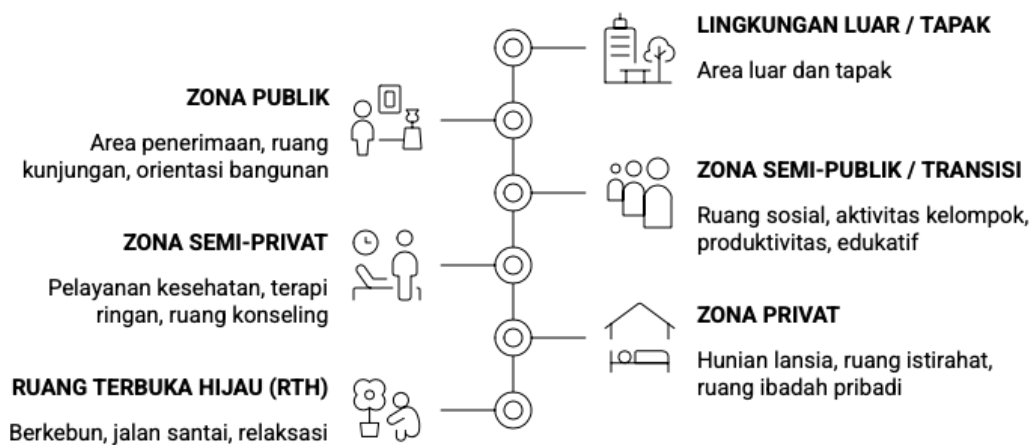 LINGKUNGAN LUAR / TAPAK
Area luar dan tapak
ZONA PUBLIK
Area penerimaan, ruang
kunjungan, orientasi bangunan
ZONA SEMI-PUBLIK / TRANSISI
Ruang sosial, aktivitas kelompok,
produktivitas, edukatif
ZONA SEMI-PRIVAT
Pelayanan kesehatan, terapi
ringan, ruang konseling
ZONA PRIVAT
Hunian lansia, ruang istirahat,
ruang ibadah pribadi
RUANG TERBUKA HIJAU (RTH)
Berkebun, jalan santai, relaksasi